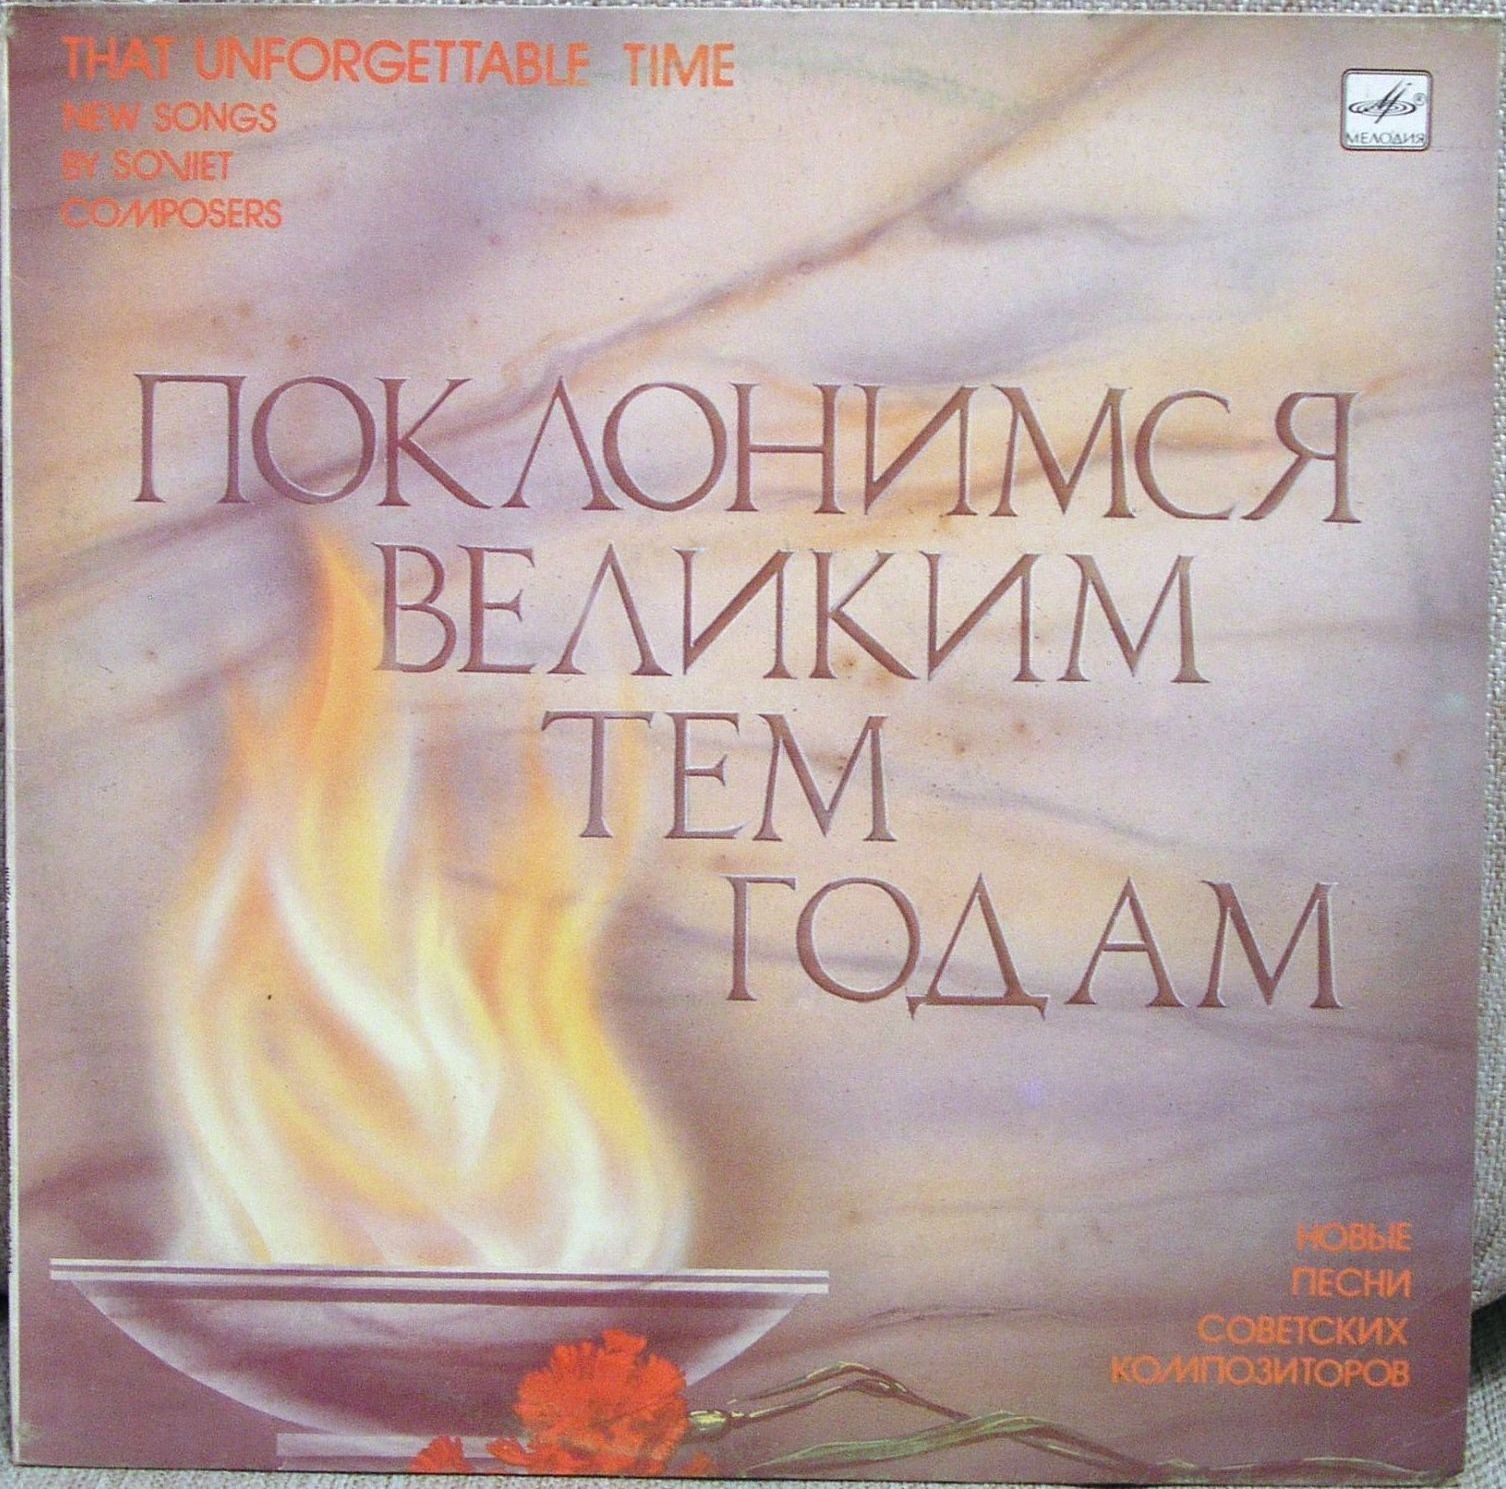 THAT UNFORGETTABLE TIME
NEW SONGS
BY SOVIET
COMPOSERS
МЕЛОДИЯ
ПОКЛОНИМСЯ
ВЕЛИКИМ
ТЕМ
ГОДАМ
НОВЫЕ
ПЕСНИ
СОВЕТСКИХ
КОМПОЗИТОРОВ